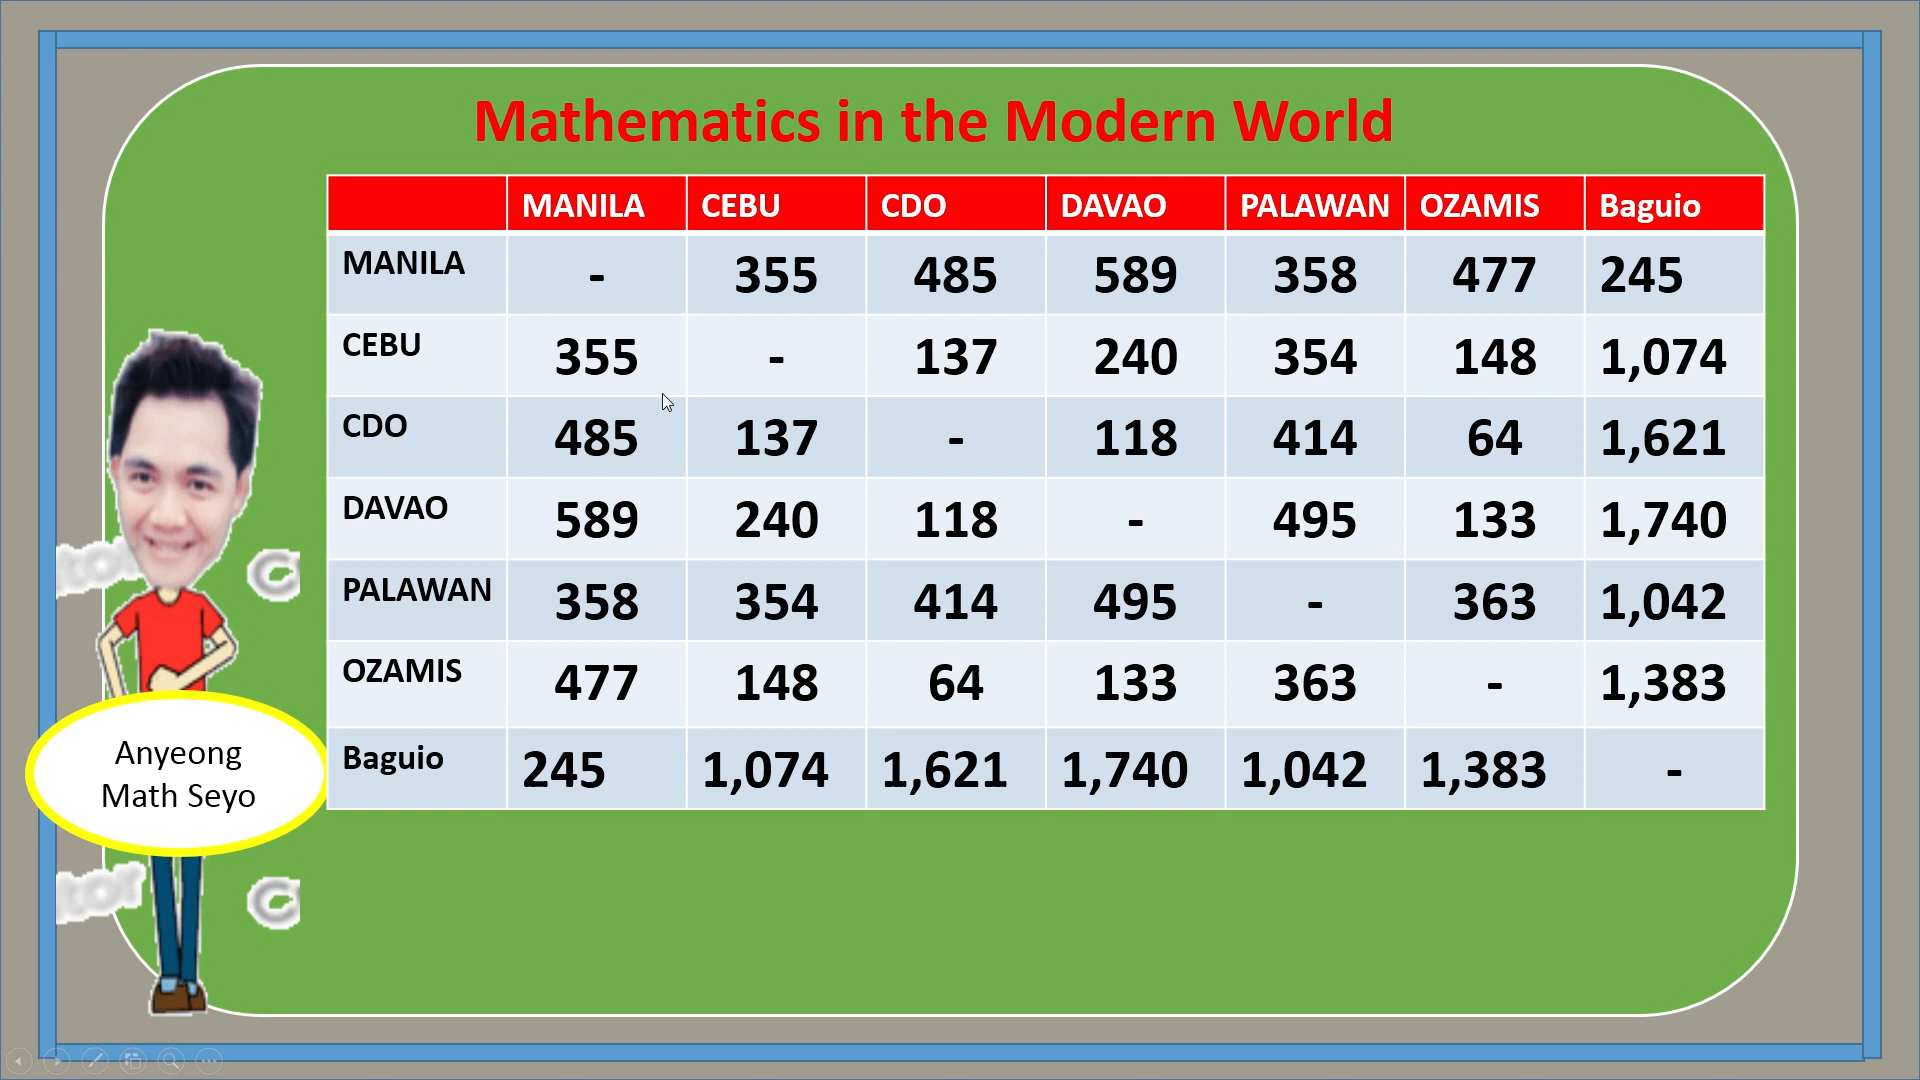 Mathematics in the Modern World
MANILA CEBU CDO DAVAO PALAWAN OZAMIS Baguio
MANILA - 355 485 589 358 477 245
CEBU 355 - 137 240 354 148 1,074
CDO 485 137 - 118 414 64 1,621
DAVAO 589 240 118 - 495 133 1,740
PALAWAN 358 354 414 495 - 363 1,042
OZAMIS 477 148 64 133 363 - 1,383
Baguio 245 1,074 1,621 1,740 1,042 1,383 -
Anyeong
Math Seyo